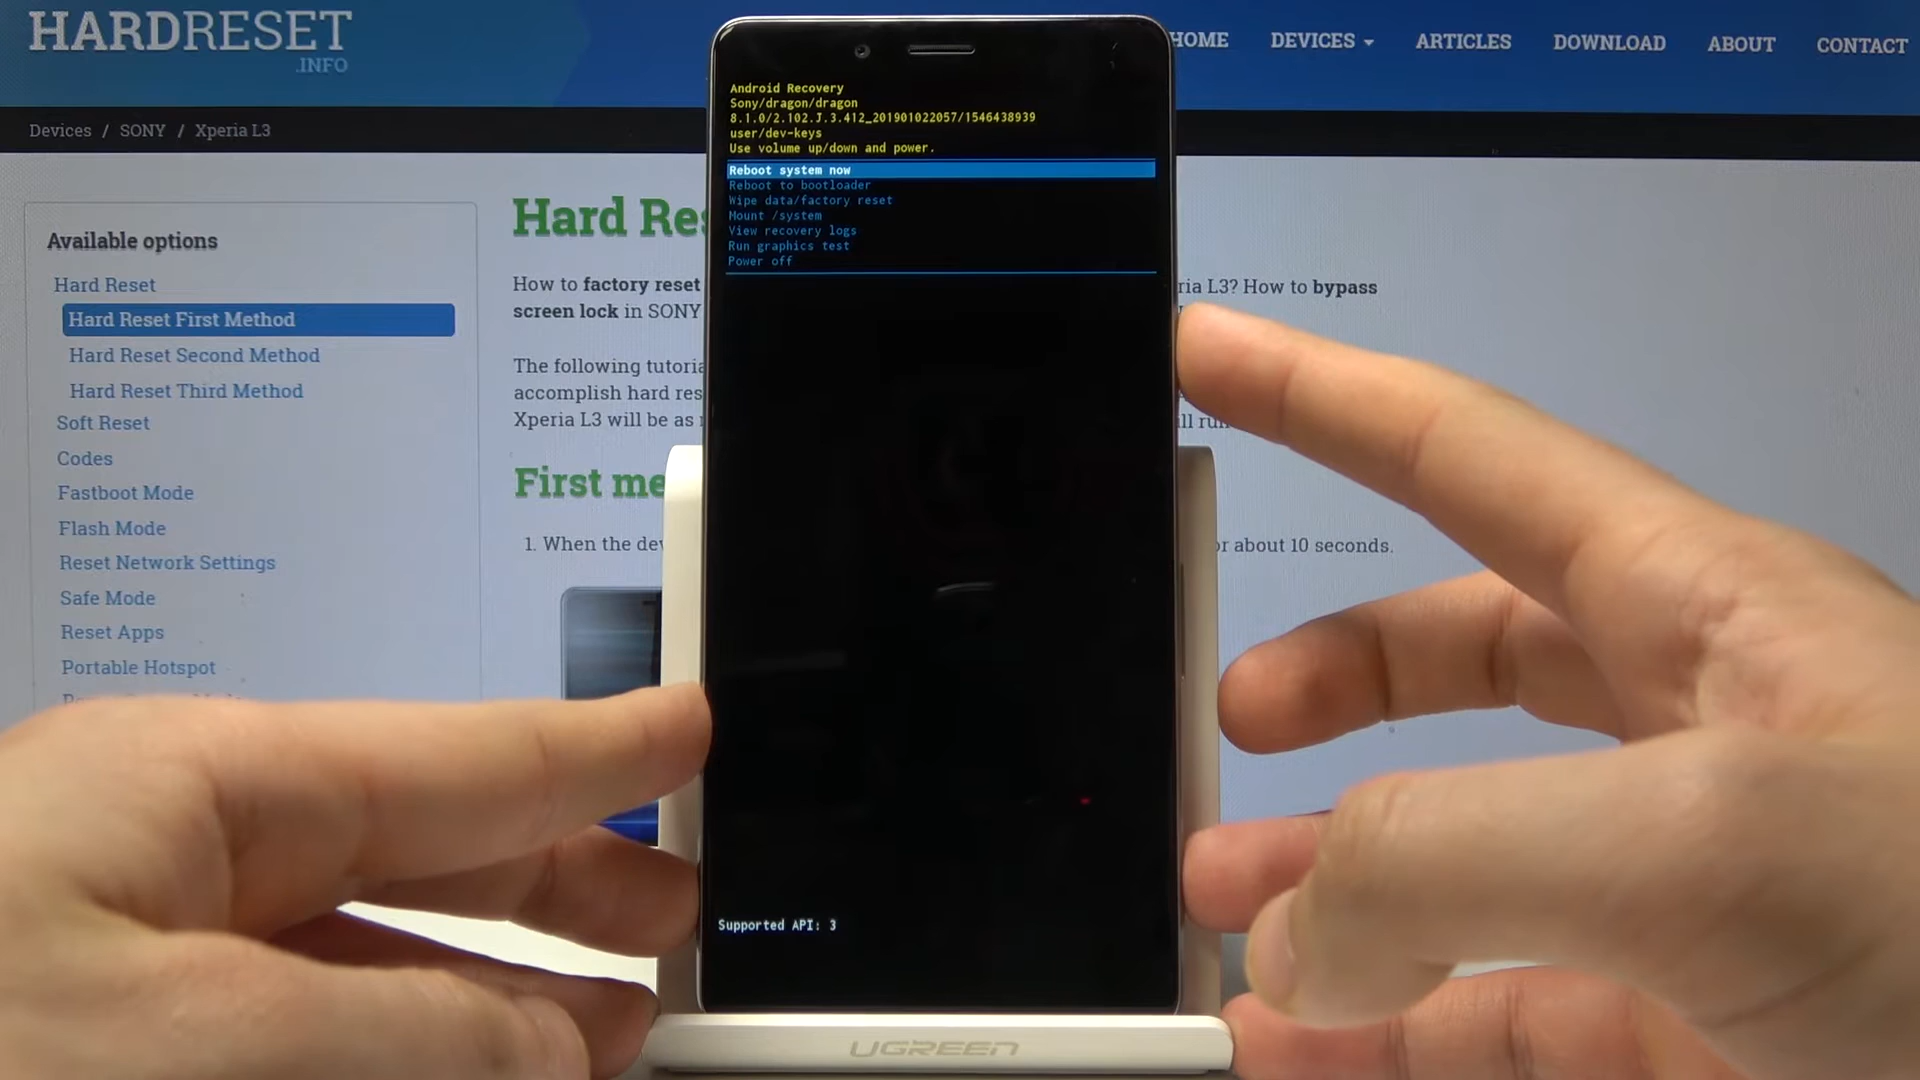 HARDRESET
.INFO
HOME DEVICES ARTICLES DOWNLOAD ABOUT CONTACT
Devices / SONY / Xperia L3
Available options
Hard Reset
Hard Reset First Method
Hard Reset Second Method
Hard Reset Third Method
Soft Reset
Codes
Fastboot Mode
Flash Mode
Reset Network Settings
Safe Mode
Reset Apps
Portable Hotspot
Hard Res
How to factory reset
ria L3? How to bypass
screen lock in SONY
The following tutoria
accomplish hard res
Xperia L3 will be as
ill run
First me
1. When the dev
or about 10 seconds.
Android Recovery
Sony/dragon/dragon
8.1.0/2.102.J.3.412_201901022057/1546438939
user/dev-keys
Use volume up/down and power.
Reboot system now
Reboot to bootloader
Wipe data/factory reset
Mount /system
View recovery logs
Run graphics test
Power off
Supported API: 3
UGREEN